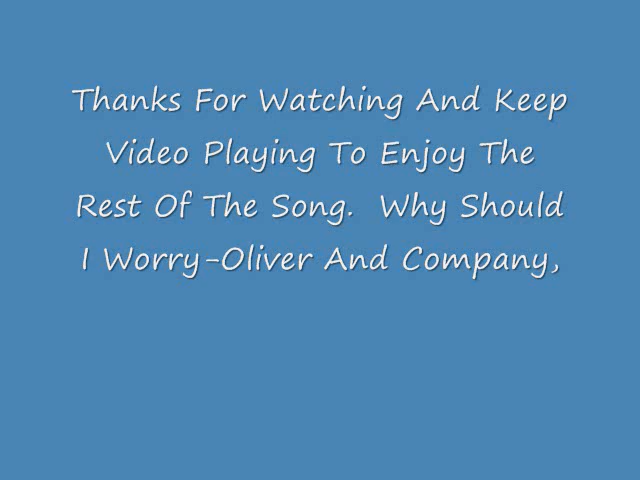 Thanks For Watching And Keep
Video Playing To Enjoy The
Rest Of The Song.  Why Should
I Worry-Oliver And Company,